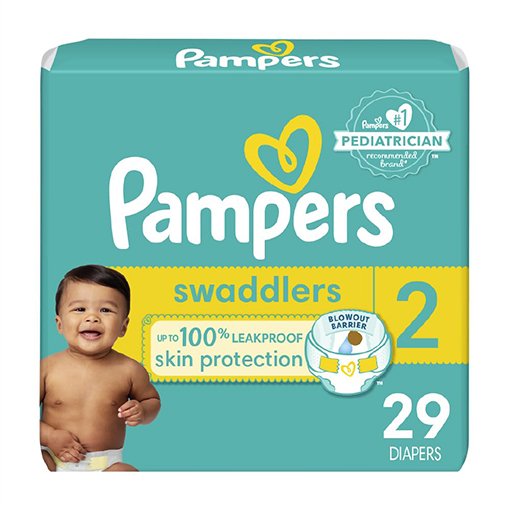 Pampers
Pampers #1
PEDIATRICIAN
recommended
brand*
™
Pampers
swaddlers
2
UP TO 100% LEAKPROOF
skin protection
BLOWOUT
BARRIER
™
29
DIAPERS